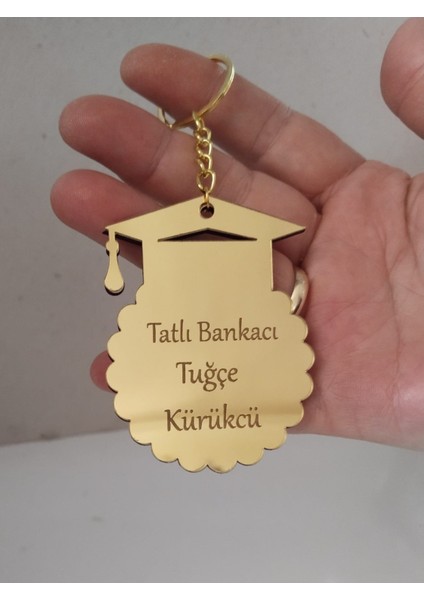 Tatlı Bankacı
Tuğçe
Kürükcü